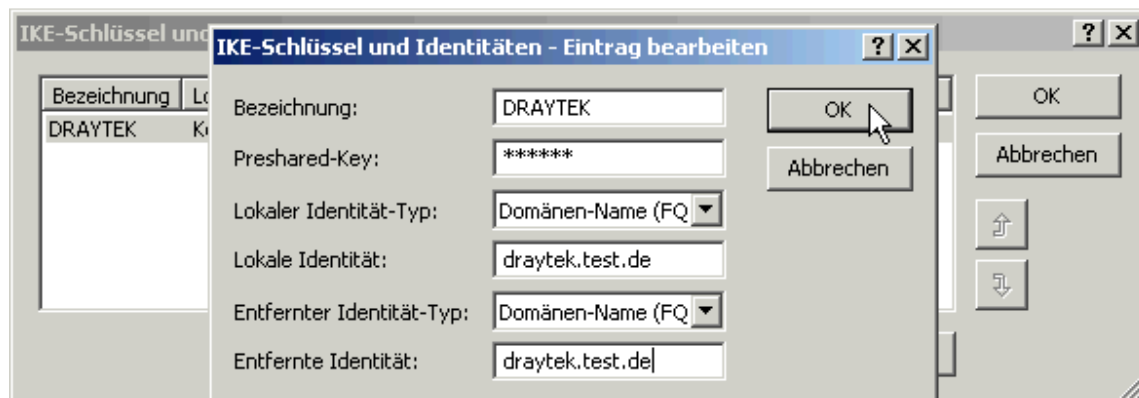 IKE-Schlüssel und
IKE-Schlüssel und Identitäten - Eintrag bearbeiten
Bezeichnung
DRAYTEK
OK
Abbrechen
Bezeichnung: DRAYTEK
Preshared-Key: ******
Lokaler Identität-Typ: Domänen-Name (FQ
Lokale Identität: draytek.test.de
Entfernter Identität-Typ: Domänen-Name (FQ
Entfernte Identität: draytek.test.de
OK
Abbrechen